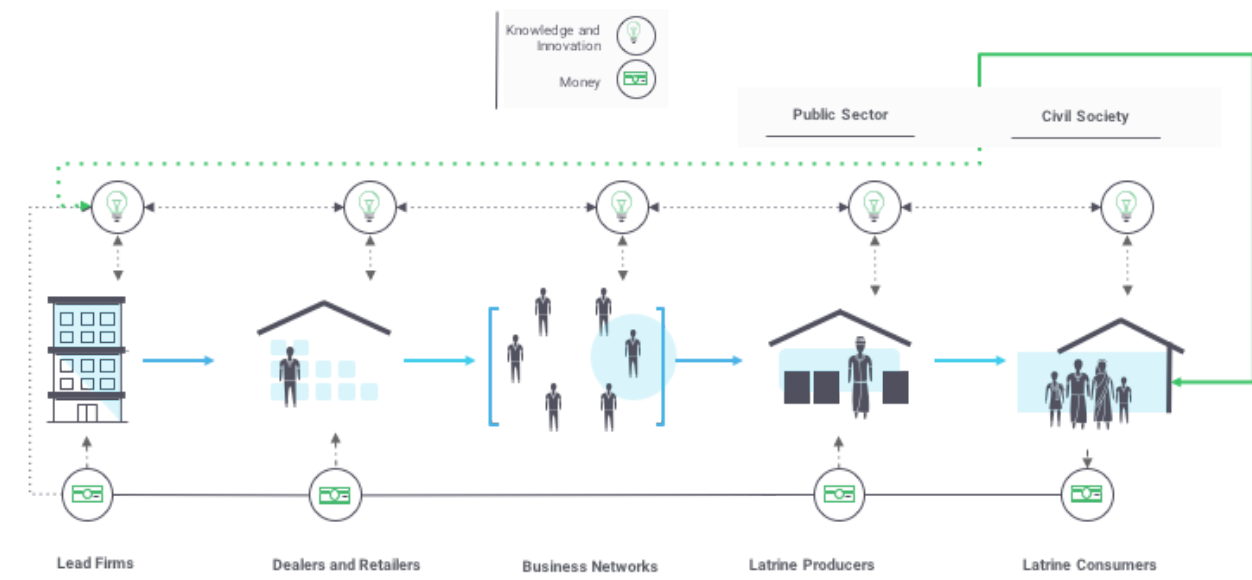 Knowledge and
Innovation
Money
Public Sector
Civil Society
Lead Firms
Dealers and Retailers
Business Networks
Latrine Producers
Latrine Consumers